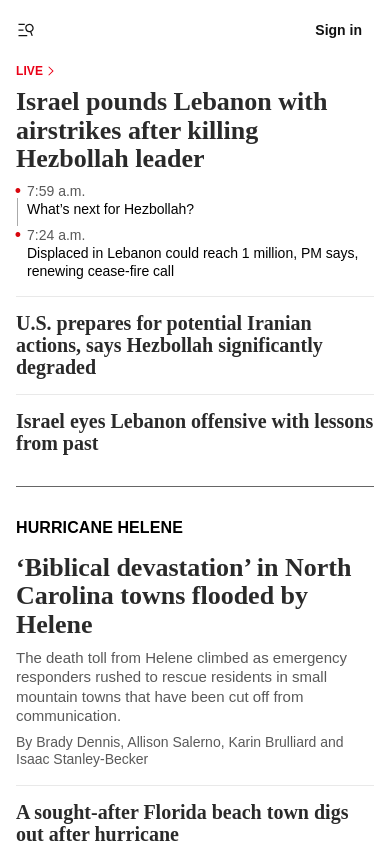 Sign in
LIVE
Israel pounds Lebanon with
airstrikes after killing
Hezbollah leader
7:59 a.m.
What’s next for Hezbollah?
7:24 a.m.
Displaced in Lebanon could reach 1 million, PM says,
renewing cease-fire call
U.S. prepares for potential Iranian
actions, says Hezbollah significantly
degraded
Israel eyes Lebanon offensive with lessons
from past
HURRICANE HELENE
‘Biblical devastation’ in North
Carolina towns flooded by
Helene
The death toll from Helene climbed as emergency
responders rushed to rescue residents in small
mountain towns that have been cut off from
communication.
By Brady Dennis, Allison Salerno, Karin Brulliard and
Isaac Stanley-Becker
A sought-after Florida beach town digs
out after hurricane